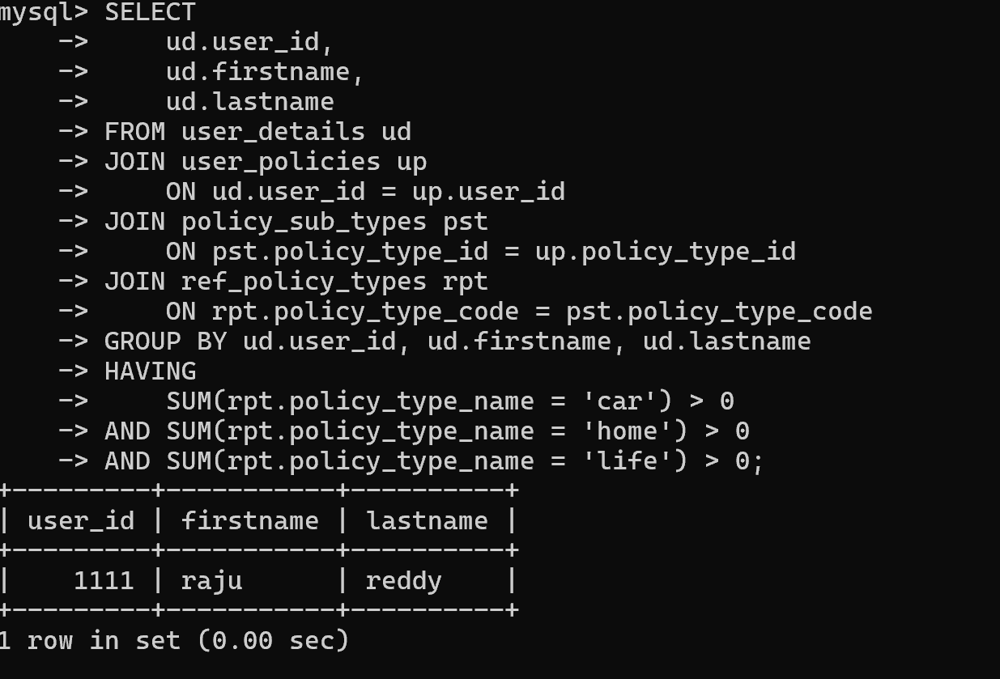 mysql> SELECT
    ->     ud.user_id,
    ->     ud.firstname,
    ->     ud.lastname
    -> FROM user_details ud
    -> JOIN user_policies up
    ->     ON ud.user_id = up.user_id
    -> JOIN policy_sub_types pst
    ->     ON pst.policy_type_id = up.policy_type_id
    -> JOIN ref_policy_types rpt
    ->     ON rpt.policy_type_code = pst.policy_type_code
    -> GROUP BY ud.user_id, ud.firstname, ud.lastname
    -> HAVING
    ->     SUM(rpt.policy_type_name = 'car') > 0
    -> AND SUM(rpt.policy_type_name = 'home') > 0
    -> AND SUM(rpt.policy_type_name = 'life') > 0;
+---------+-----------+----------+
| user_id | firstname | lastname |
+---------+-----------+----------+
|    1111 | raju      | reddy    |
+---------+-----------+----------+
1 row in set (0.00 sec)